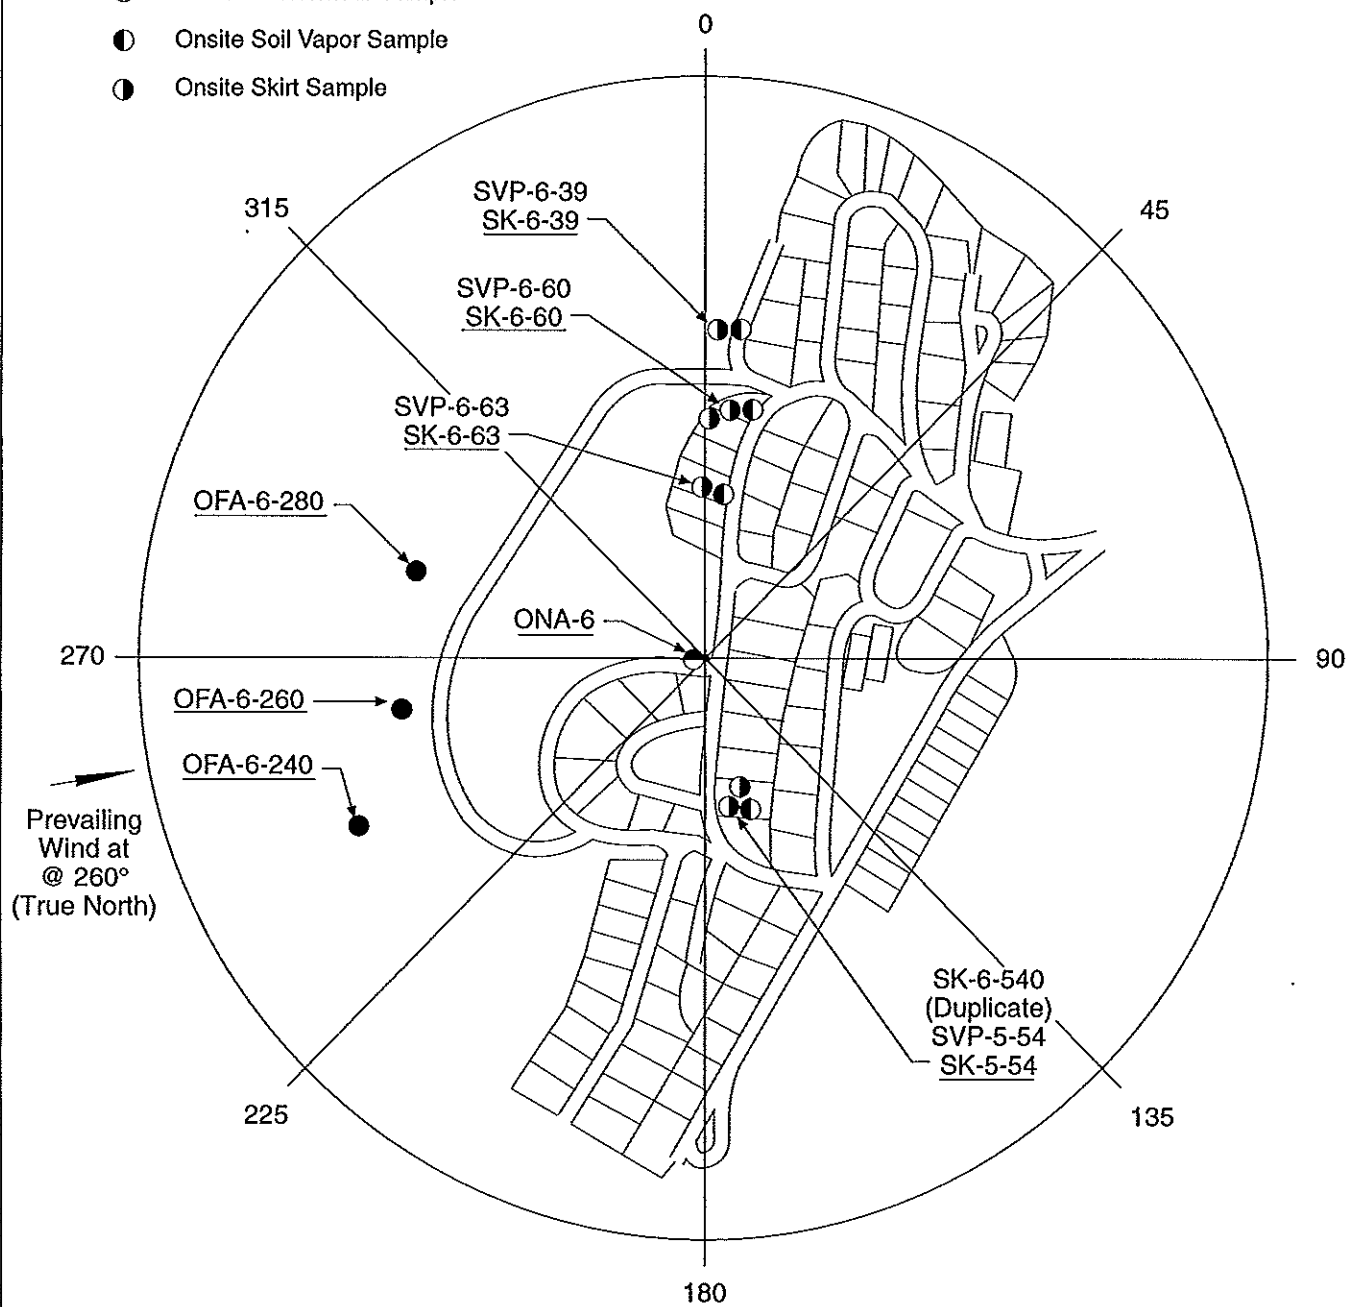 Onsite Soil Vapor Sample
Onsite Skirt Sample
0
315
45
SVP-6-39
SK-6-39
SVP-6-60
SK-6-60
SVP-6-63
SK-6-63
OFA-6-280
ONA-6
270
90
OFA-6-260
OFA-6-240
Prevailing
Wind at
@ 260°
(True North)
SK-6-540
(Duplicate)
SVP-5-54
SK-5-54
225
135
180